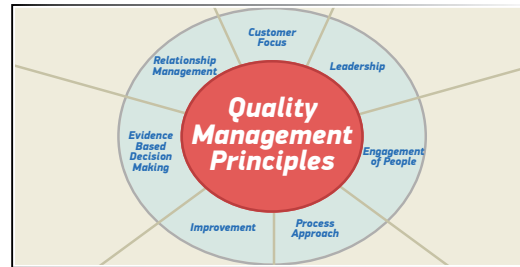 Quality
Management
Principles
Customer
Focus
Leadership
Engagement
of People
Process
Approach
Improvement
Evidence
Based
Decision
Making
Relationship
Management